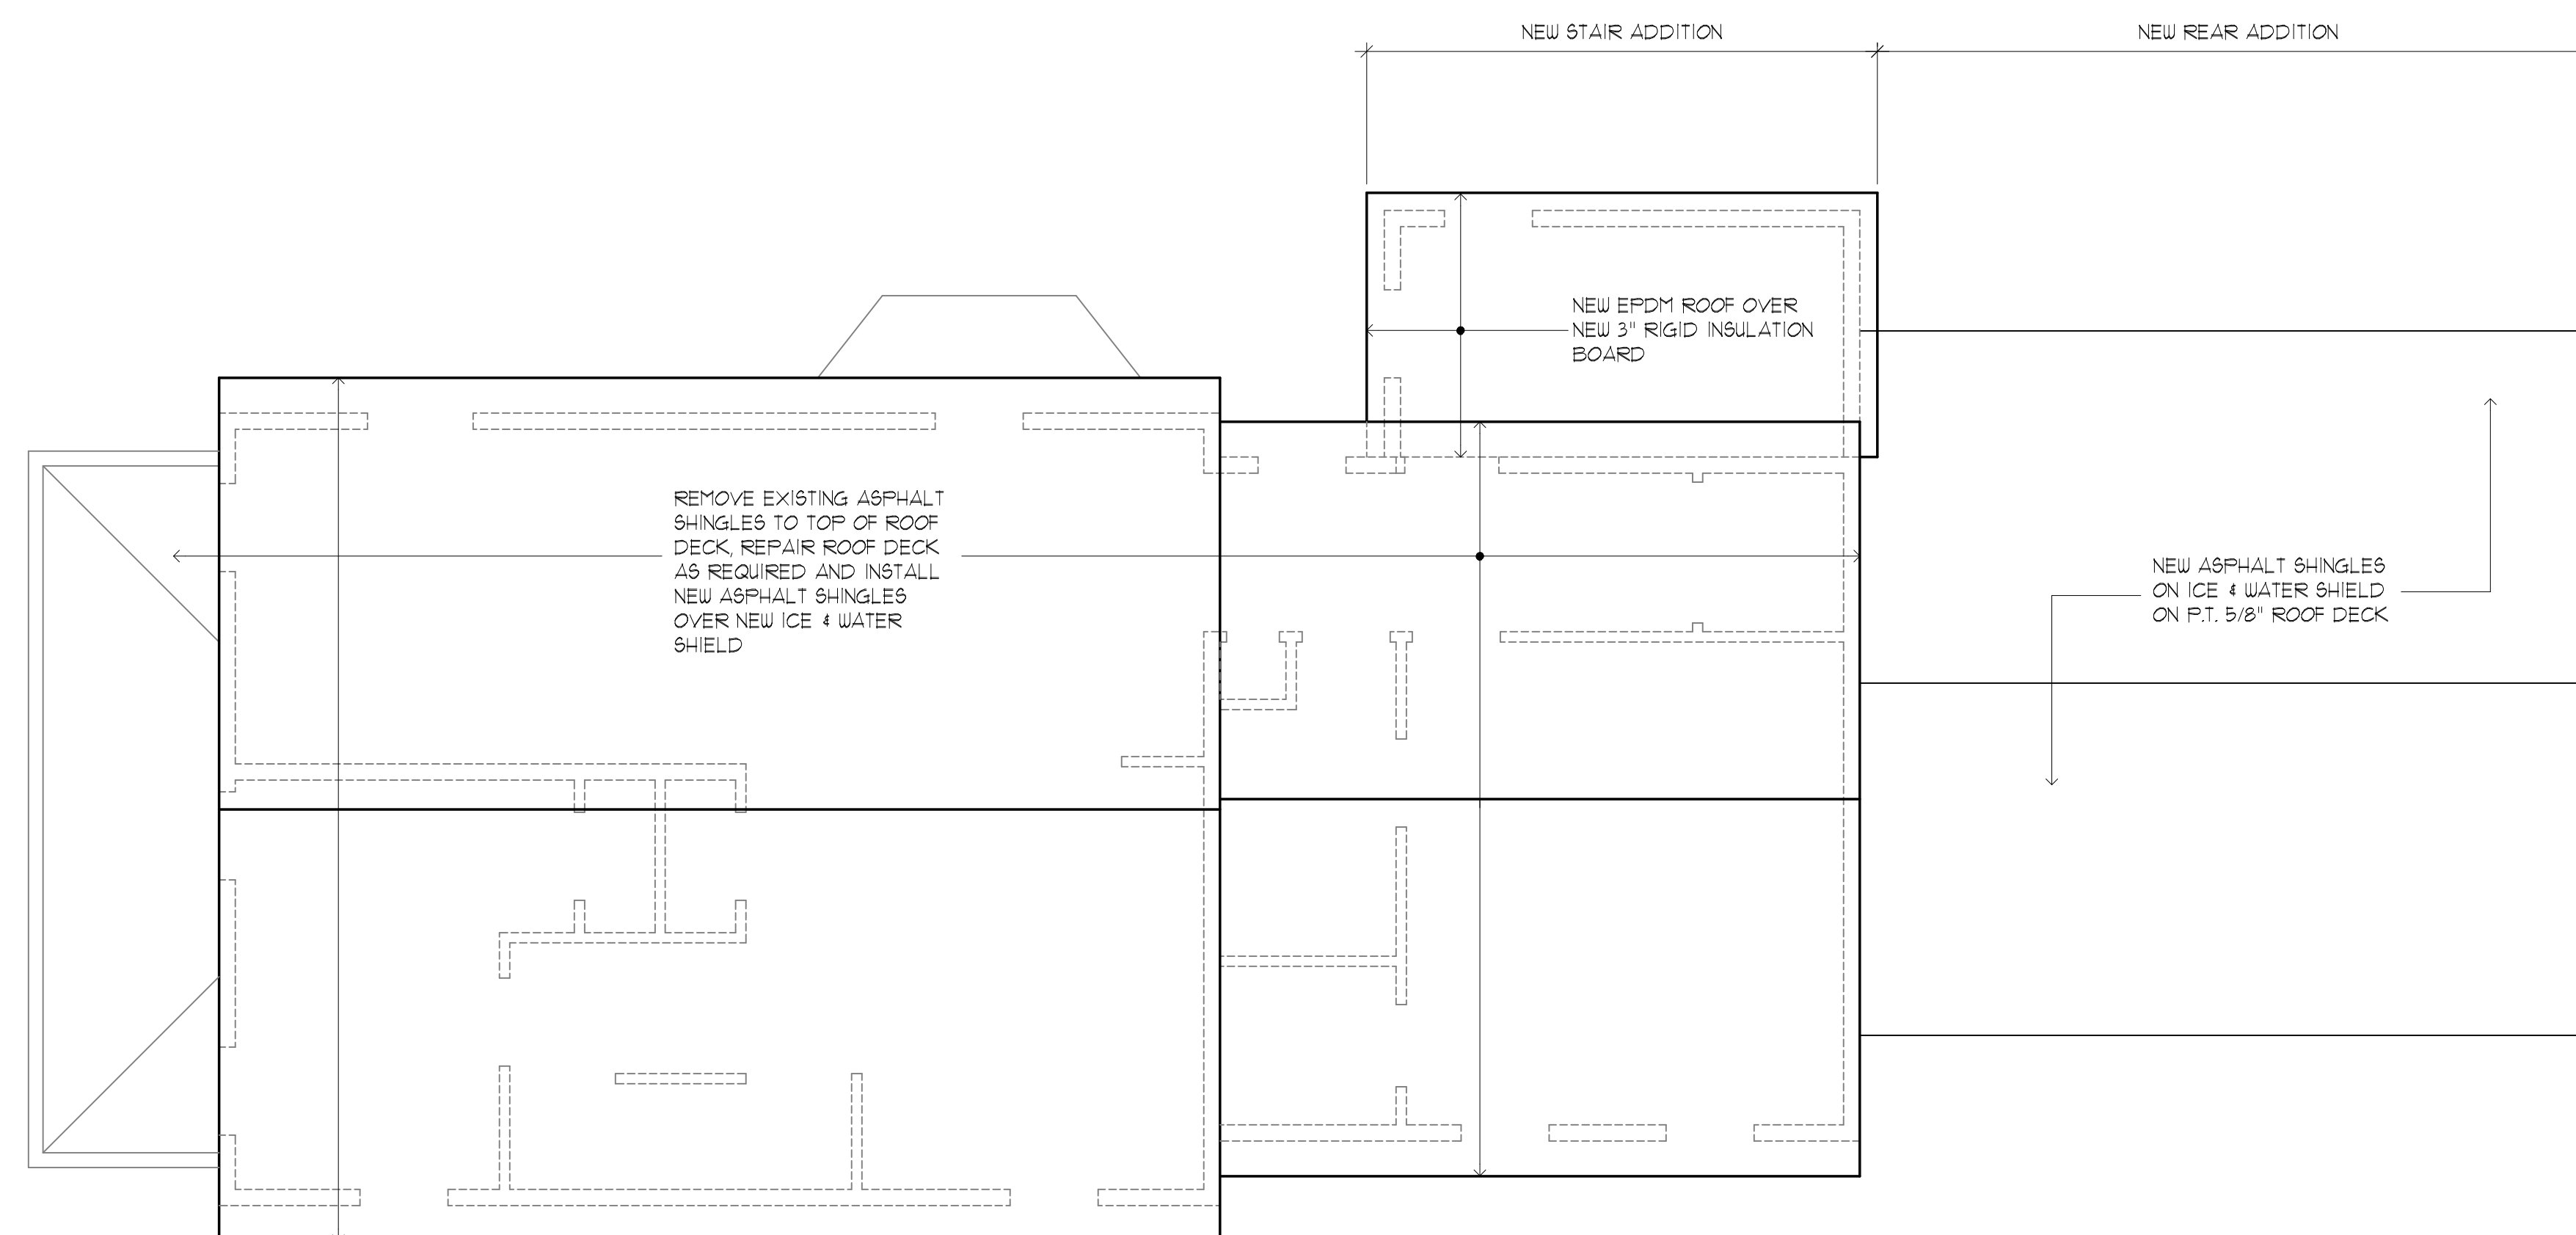 NEW STAIR ADDITION
NEW REAR ADDITION
NEW EPDM ROOF OVER
NEW 3" RIGID INSULATION
BOARD
REMOVE EXISTING ASPHALT
SHINGLES TO TOP OF ROOF
DECK, REPAIR ROOF DECK
AS REQUIRED AND INSTALL
NEW ASPHALT SHINGLES
OVER NEW ICE & WATER
SHIELD
NEW ASPHALT SHINGLES
ON ICE & WATER SHIELD
ON P.T. 5/8" ROOF DECK